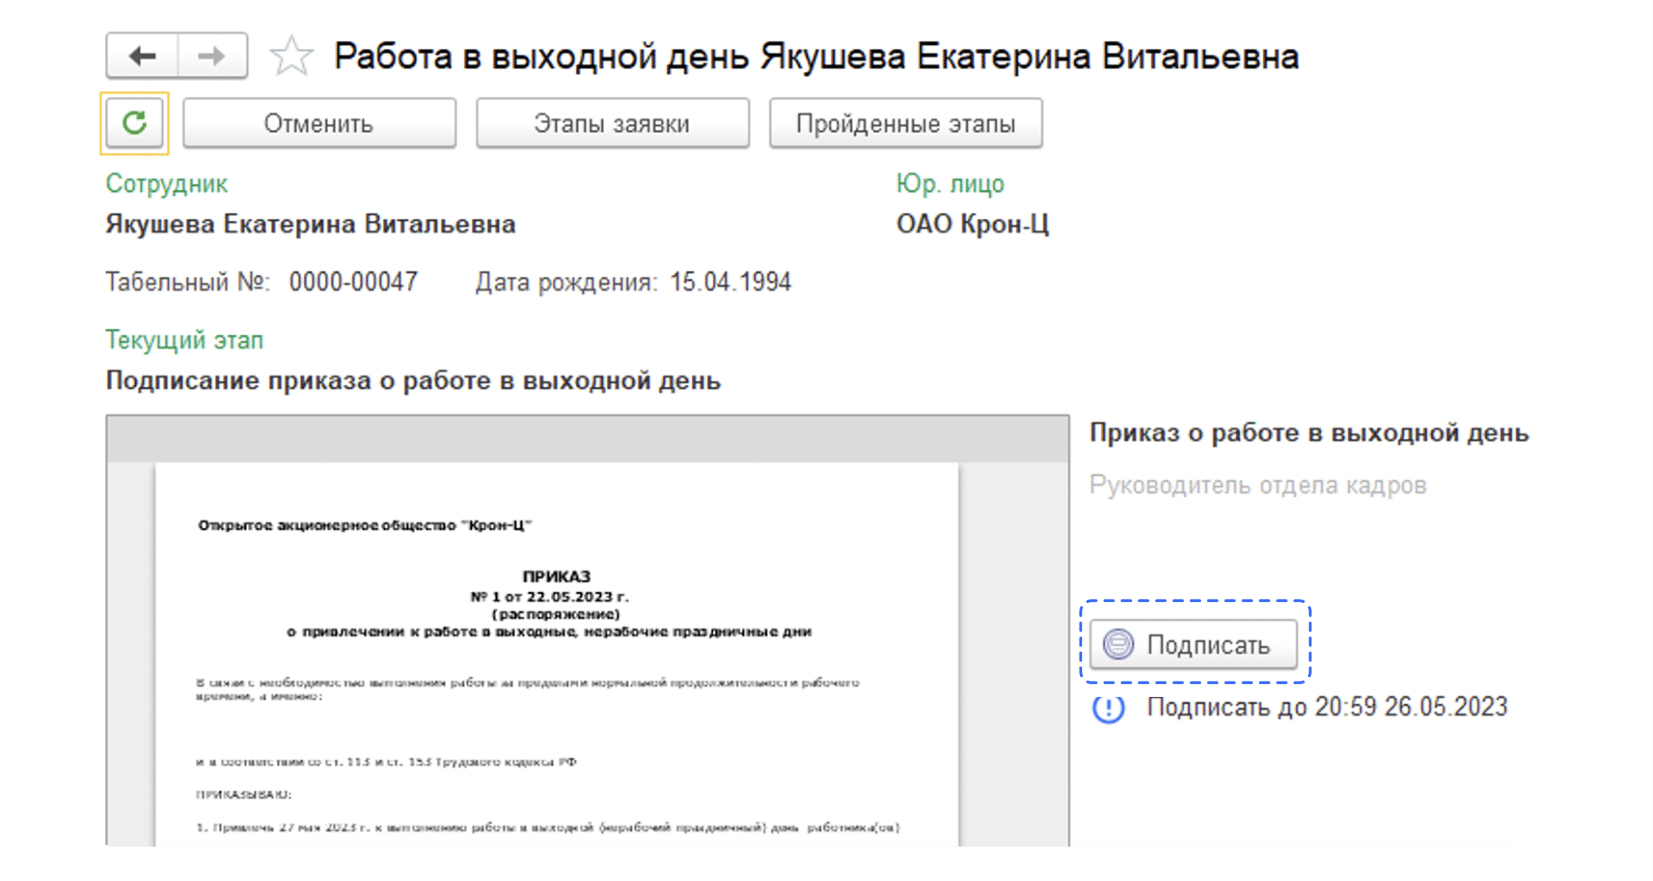 Работа в выходной день Якушева Екатерина Витальевна
Отменить
Этапы заявки
Пройденные этапы
Сотрудник
Юр. лицо
Якушева Екатерина Витальевна
ОАО Крон-Ц
Табельный №: 0000-00047 Дата рождения: 15.04.1994
Текущий этап
Подписание приказа о работе в выходной день
Открытое акционерное общество "Крон-Ц"
ПРИКАЗ
№ 1 от 22.05.2023 г.
(распоряжение)
о привлечении к работе в выходные, нерабочие праздничные дни
В связи с необходимостью выполнения работы за пределами нормальной продолжительности рабочего
времени, а именно:
и в соответствии со ст. 113 и ст. 153 Трудового кодекса РФ
ПРИКАЗЫВАЮ:
1. Привлечь 27 мая 2023 г. к выполнению работы в выходной (нерабочий праздничный) день работника(ов)
Приказ о работе в выходной день
Руководитель отдела кадров
Подписать
Подписать до 20:59 26.05.2023